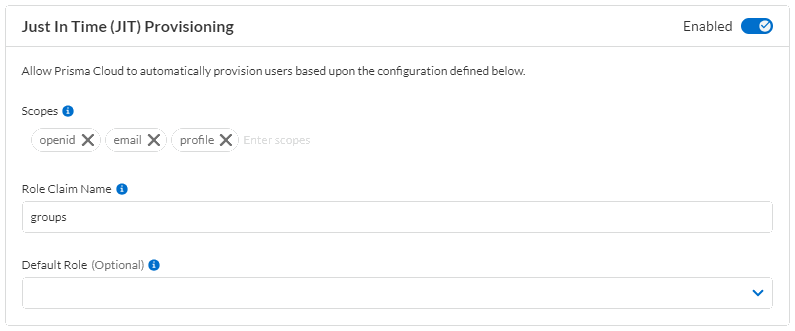 Just In Time (JIT) Provisioning
Enabled
Allow Prisma Cloud to automatically provision users based upon the configuration defined below.
Scopes
openid email profile Enter scopes
Role Claim Name
groups
Default Role (Optional)